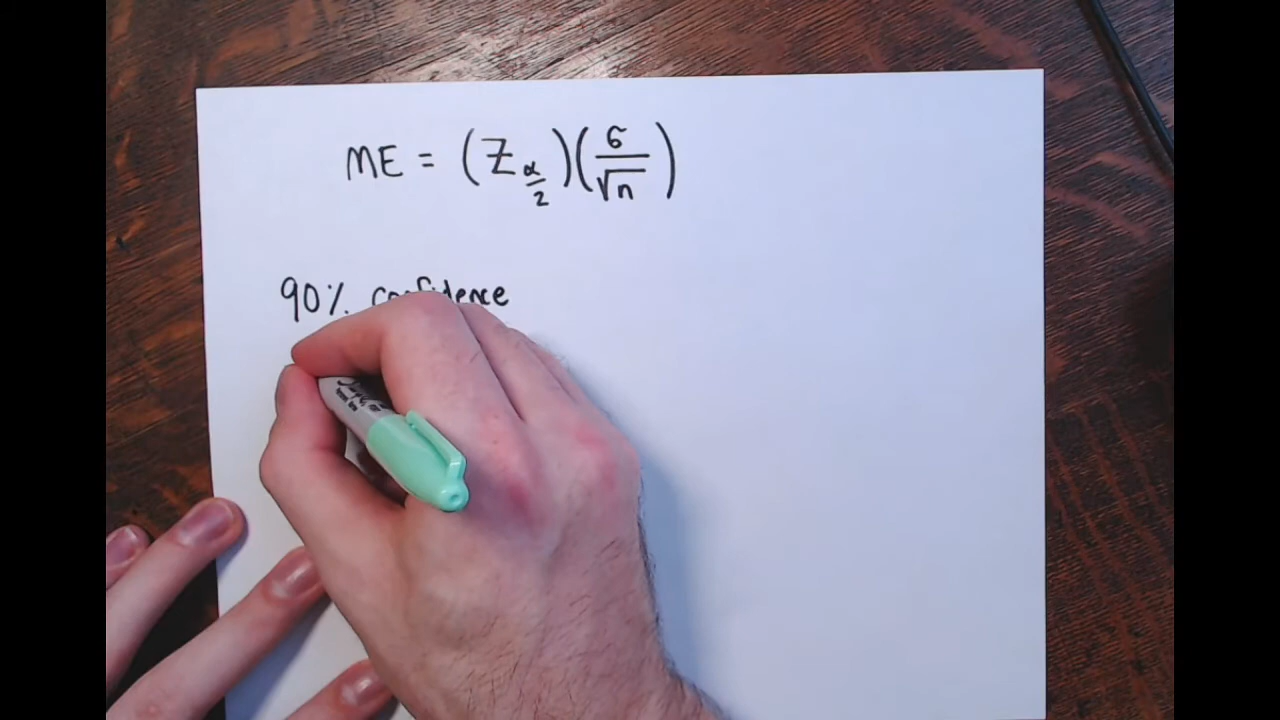 ME = (Z α/2)(σ/√n)
90% confidence